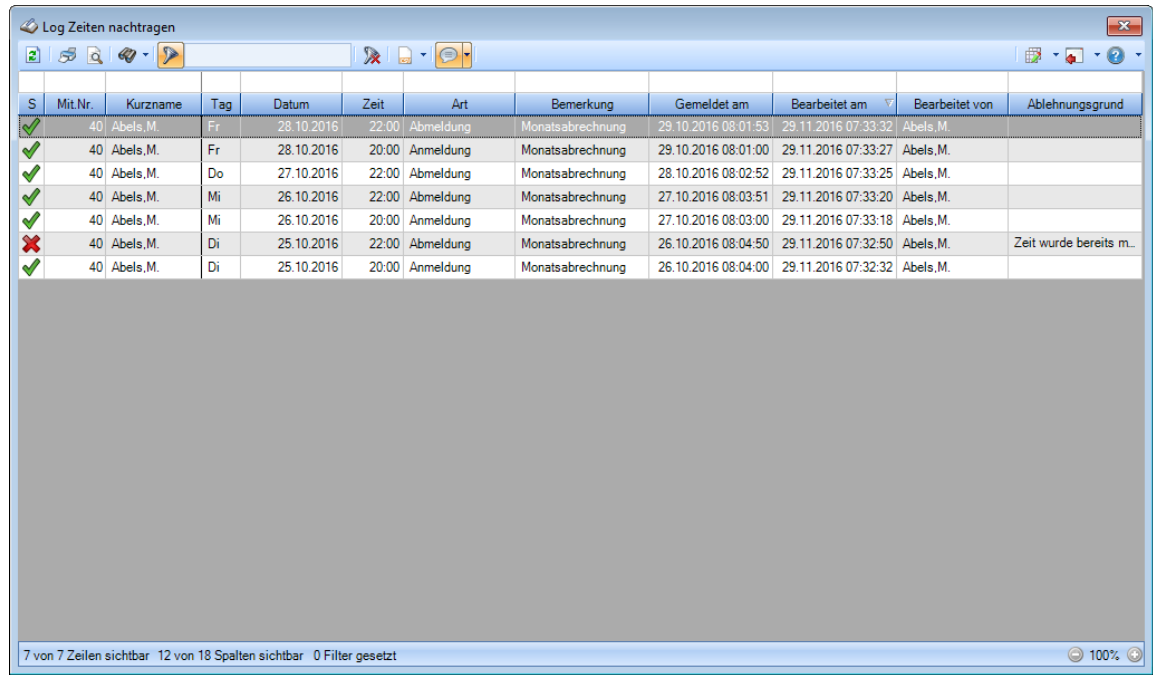 Log Zeiten nachtragen
S Mit.Nr. Kurzname Tag Datum Zeit Art Bemerkung Gemeldet am Bearbeitet am Bearbeitet von Ablehnungsgrund
40 Abels,M. Fr 28.10.2016 22:00 Abmeldung Monatsabrechnung 29.10.2016 08:01:53 29.11.2016 07:33:32 Abels,M.
40 Abels,M. Fr 28.10.2016 20:00 Anmeldung Monatsabrechnung 29.10.2016 08:01:00 29.11.2016 07:33:27 Abels,M.
40 Abels,M. Do 27.10.2016 22:00 Abmeldung Monatsabrechnung 28.10.2016 08:02:52 29.11.2016 07:33:25 Abels,M.
40 Abels,M. Mi 26.10.2016 22:00 Abmeldung Monatsabrechnung 27.10.2016 08:03:51 29.11.2016 07:33:20 Abels,M.
40 Abels,M. Mi 26.10.2016 20:00 Anmeldung Monatsabrechnung 27.10.2016 08:03:00 29.11.2016 07:33:18 Abels,M.
40 Abels,M. Di 25.10.2016 22:00 Abmeldung Monatsabrechnung 26.10.2016 08:04:50 29.11.2016 07:32:50 Abels,M. Zeit wurde bereits m...
40 Abels,M. Di 25.10.2016 20:00 Anmeldung Monatsabrechnung 26.10.2016 08:04:00 29.11.2016 07:32:32 Abels,M.
7 von 7 Zeilen sichtbar 12 von 18 Spalten sichtbar 0 Filter gesetzt 100%